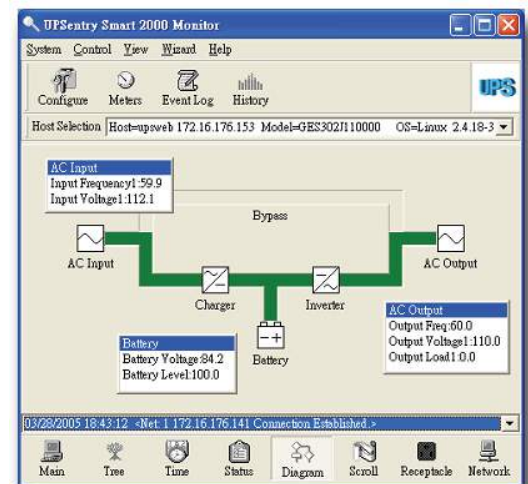 UPSentry Smart 2000 Monitor
System Control View Wizard Help
Configure Meters Event Log History
UPS
Host Selection Host=upsweb 172.16.176.153 Model=GES302J110000 OS=Linux 2.4.18-3
AC Input
Input Frequency1:59.9
Input Voltage1:112.1
Bypass
AC Input
AC Output
Charger
Inverter
Battery
Battery Voltage:84.2
Battery Level:100.0
Battery
AC Output
Output Freq:60.0
Output Voltage1:110.0
Output Load1:0.0
03/28/2005 18:43:12 <Net: 1 172.16.176.141 Connection Established.>
Main Tree Time Status Diagram Scroll Receptacle Network